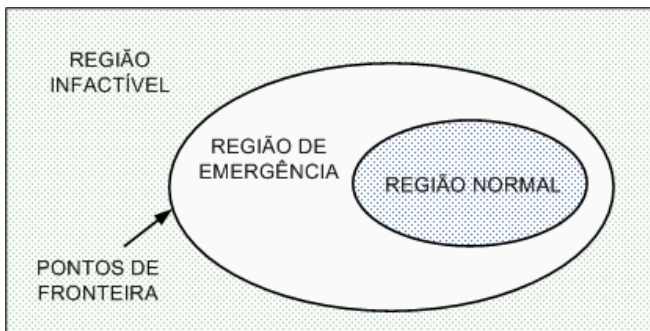 REGIÃO
INFACTÍVEL
REGIÃO DE
EMERGÊNCIA
REGIÃO NORMAL
PONTOS DE
FRONTEIRA